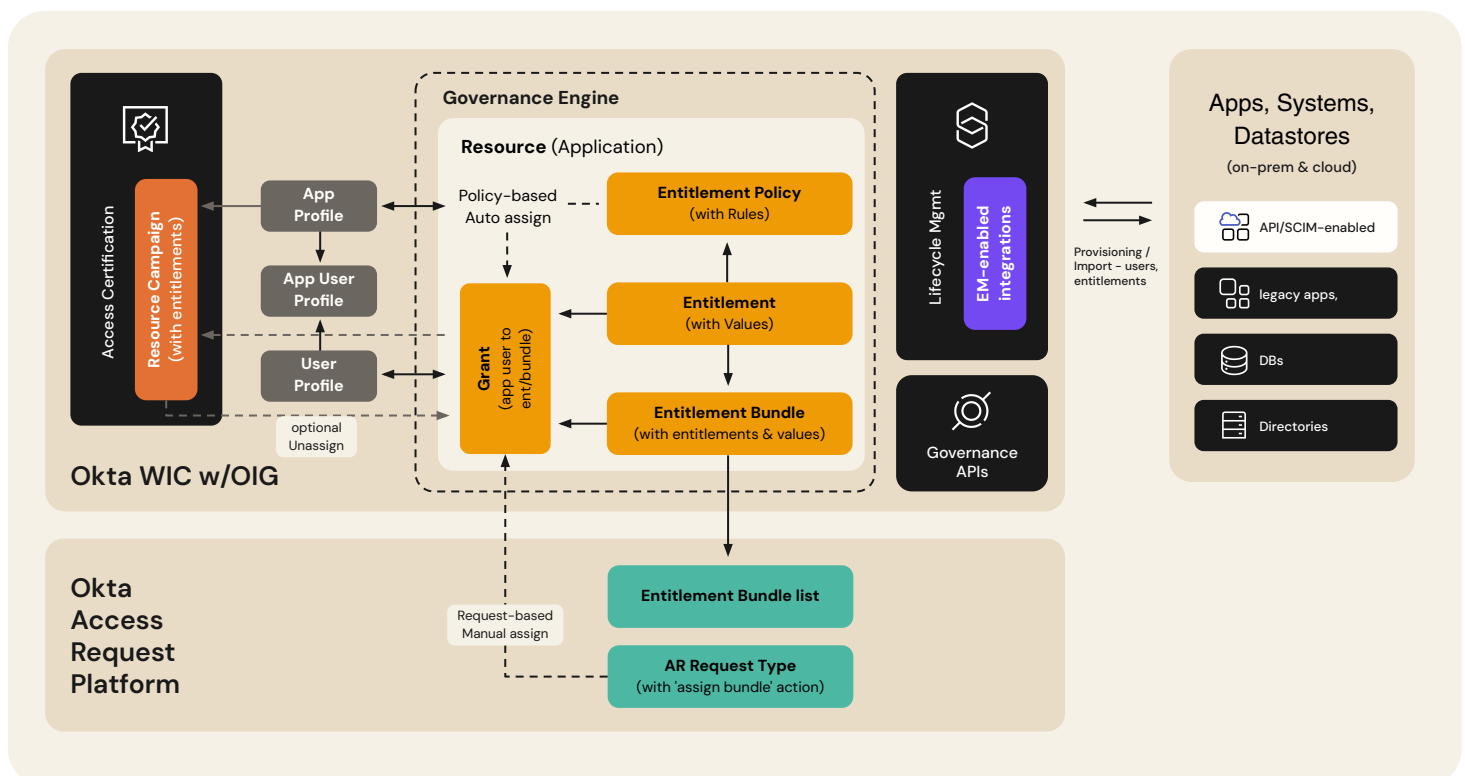 Access Certification
Resource Campaign
(with entitlements)
App
Profile
App User
Profile
User
Profile
optional
Unassign
Okta WIC w/OIG
Governance Engine
Resource (Application)
Policy-based
Auto assign
Entitlement Policy
(with Rules)
Entitlement
(with Values)
Grant
(app user to
ent/bundle)
Entitlement Bundle
(with entitlements & values)
Lifecycle Mgmt
EM-enabled
integrations
Governance
APIs
Provisioning /
Import - users,
entitlements
Apps, Systems,
Datastores
(on-prem & cloud)
API/SCIM-enabled
legacy apps,
DBs
Directories
Okta
Access
Request
Platform
Request-based
Manual assign
Entitlement Bundle list
AR Request Type
(with 'assign bundle' action)